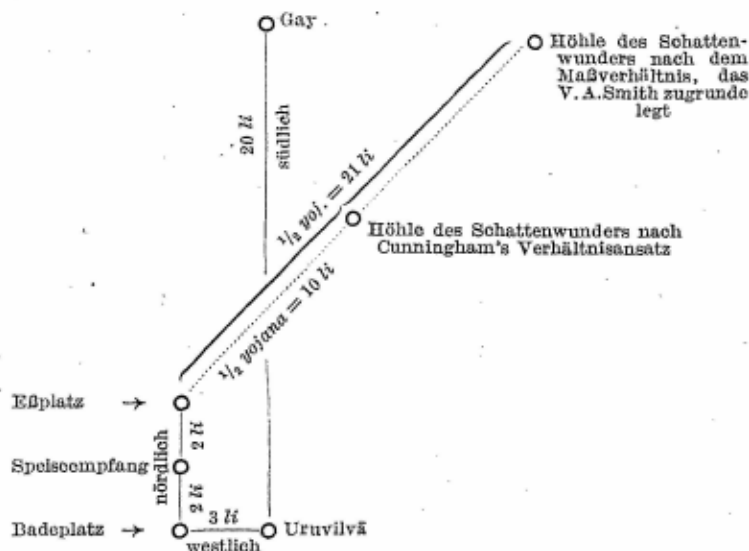 Gay
Höhle des Schatten-
wunders nach dem
Maßverhältnis, das
V. A. Smith zugrunde
legt
20 li
südlich
1/2 yoj. = 21 li
Höhle des Schattenwunders nach
Cunningham's Verhältnisansatz
1/2 yojana = 10 li
Eßplatz →
nördlich
2 li
Speiseempfang
2 li
Badeplatz →
3 li
westlich
Uruvilvā